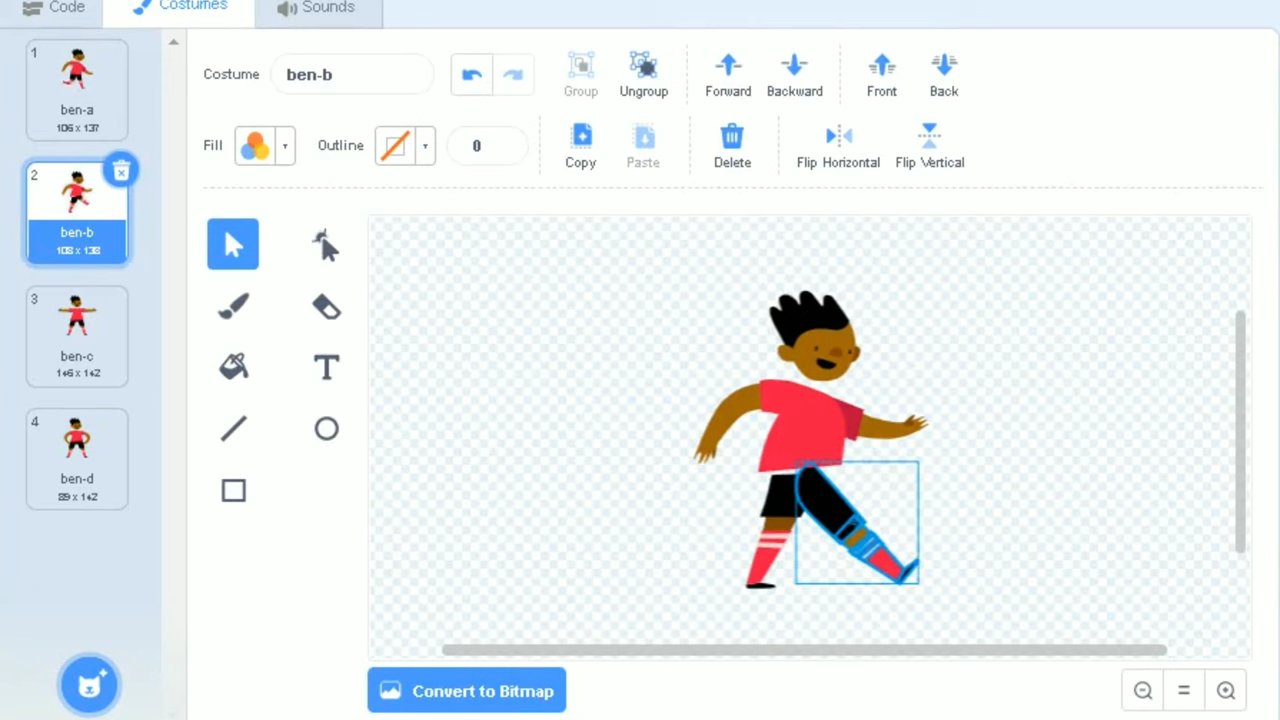 Code
Costumes
Sounds
1
ben-a
106 x 137
2
ben-b
108 x 138
3
ben-c
146 x 142
4
ben-d
89 x 142
Costume
ben-b
Group
Ungroup
Forward
Backward
Front
Back
Fill
Outline
0
Copy
Paste
Delete
Flip Horizontal
Flip Vertical
T
Convert to Bitmap